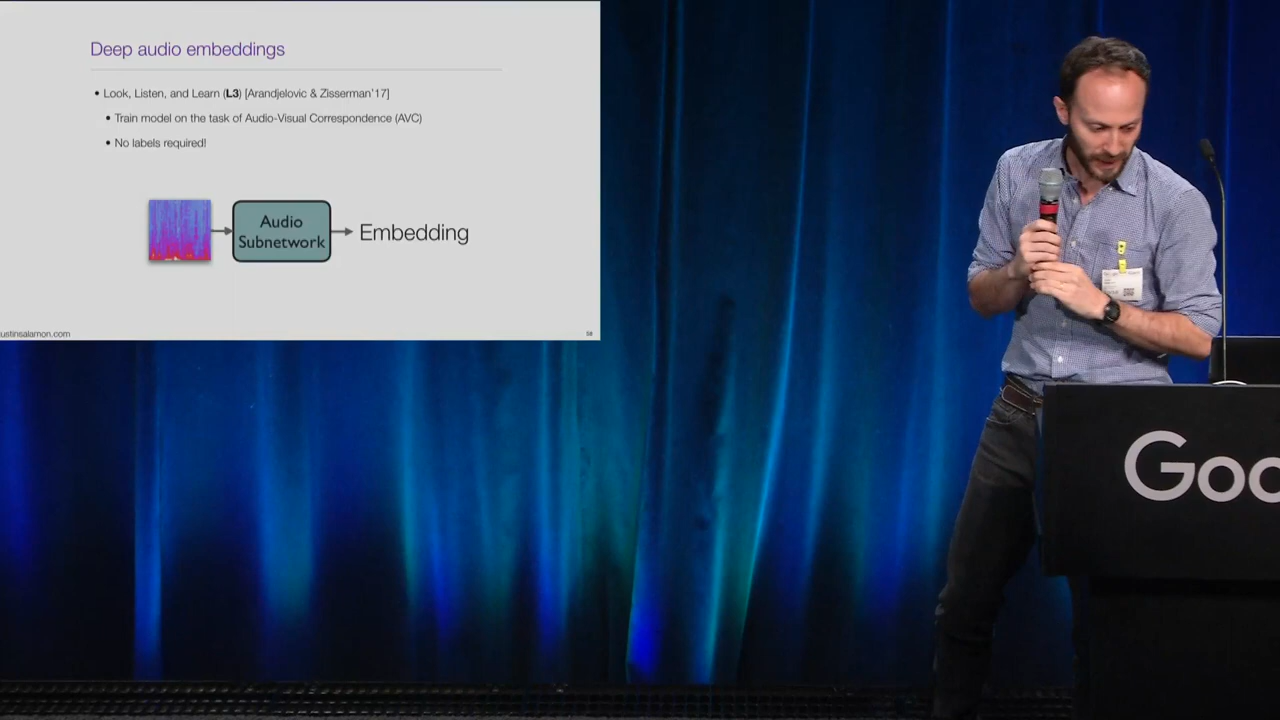 Deep audio embeddings
• Look, Listen, and Learn (L3) [Arandjelovic & Zisserman'17]
• Train model on the task of Audio-Visual Correspondence (AVC)
• No labels required!
Audio
Subnetwork
Embedding
ustinsalamon.com
58
Goo